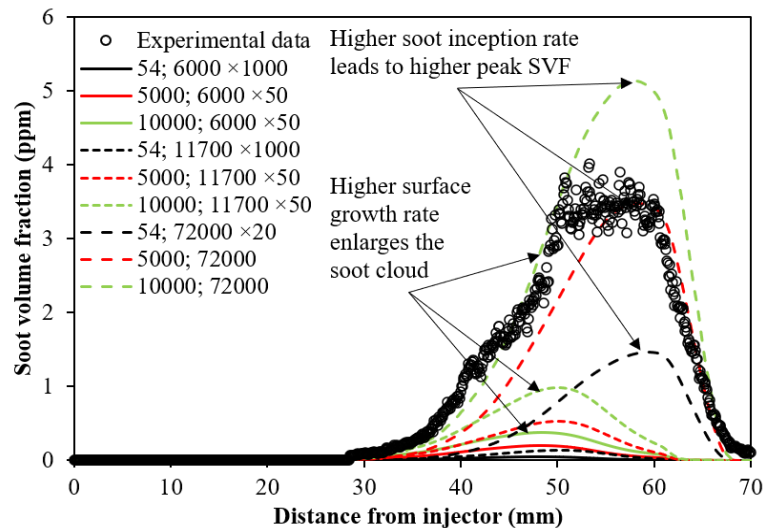 6
5
4
3
2
1
0
Soot volume fraction (ppm)
Experimental data
54; 6000 ×1000
5000; 6000 ×50
10000; 6000 ×50
54; 11700 ×1000
5000; 11700 ×50
10000; 11700 ×50
54; 72000 ×20
5000; 72000
10000; 72000
Higher soot inception rate
leads to higher peak SVF
Higher surface
growth rate
enlarges the
soot cloud
0 10 20 30 40 50 60 70
Distance from injector (mm)